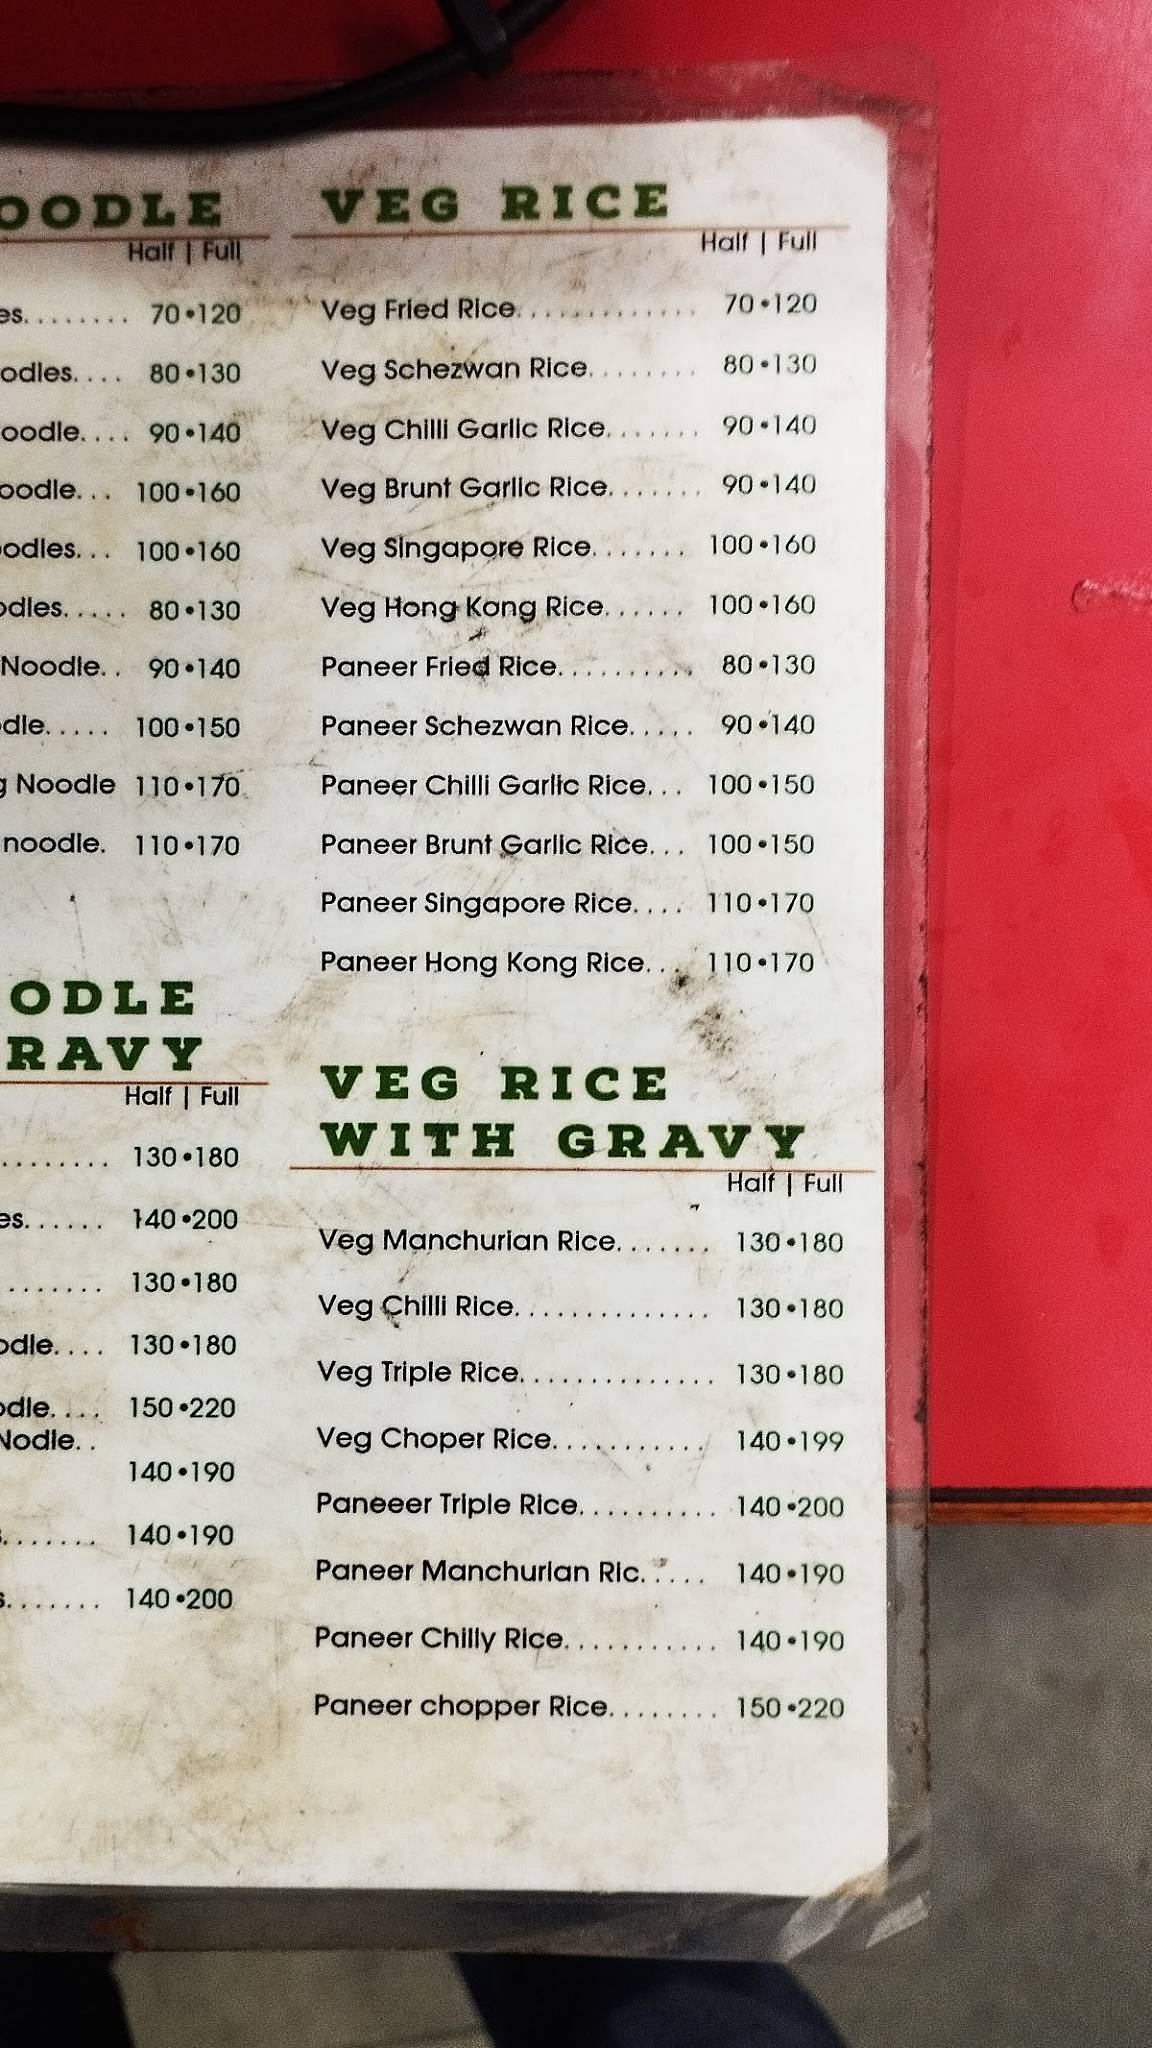 OODLE
Half | Full
es........ 70•120
odles.... 80•130
oodle.... 90•140
oodle... 100•160
odles... 100•160
odles..... 80•130
Noodle.. 90•140
dle..... 100•150
g Noodle 110•170
noodle. 110•170
ODLE
RAVY
Half | Full
........ 130•180
es...... 140•200
........ 130•180
odle.... 130•180
odle.... 150•220
Nodle..
140•190
s....... 140•190
s....... 140•200
VEG RICE
Half | Full
Veg Fried Rice............. 70•120
Veg Schezwan Rice........ 80•130
Veg Chilli Garlic Rice....... 90•140
Veg Brunt Garlic Rice....... 90•140
Veg Singapore Rice....... 100•160
Veg Hong Kong Rice...... 100•160
Paneer Fried Rice.......... 80•130
Paneer Schezwan Rice..... 90•140
Paneer Chilli Garlic Rice... 100•150
Paneer Brunt Garlic Rice... 100•150
Paneer Singapore Rice.... 110•170
Paneer Hong Kong Rice... 110•170
VEG RICE
WITH GRAVY
Half | Full
Veg Manchurian Rice....... 130•180
Veg Chilli Rice.............. 130•180
Veg Triple Rice.............. 130•180
Veg Choper Rice........... 140•199
Paneeer Triple Rice.......... 140•200
Paneer Manchurian Ric..... 140•190
Paneer Chilly Rice........... 140•190
Paneer chopper Rice........ 150•220